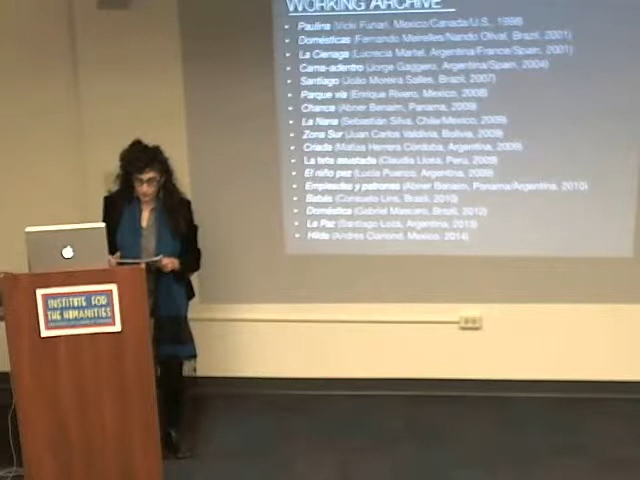 WORKING ARCHIVE
• Paulina (Vicki Funari, Mexico/Canada/U.S., 1998)
• Domésticas (Fernando Meirelles/Nando Olival, Brazil, 2001)
• La Cienaga (Lucrecia Martel, Argentina/France/Spain, 2001)
• Cama adentro (Jorge Gaggero, Argentina/Spain, 2004)
• Santiago (João Moreira Salles, Brazil, 2007)
• Parque vía (Enrique Rivero, Mexico, 2008)
• Chance (Abner Benaim, Panama, 2009)
• La Nana (Sebastián Silva, Chile/Mexico, 2009)
• Zona Sur (Juan Carlos Valdivia, Bolivia, 2009)
• Criada (Matías Herrera Córdoba, Argentina, 2009)
• La teta asustada (Claudia Llosa, Peru, 2009)
• El niño pez (Lucía Puenzo, Argentina, 2009)
• Empleadas y patrones (Abner Benaim, Panama/Argentina, 2010)
• Babás (Consuelo Lins, Brazil, 2010)
• Doméstica (Gabriel Mascaro, Brazil, 2012)
• La Paz (Santiago Loza, Argentina, 2013)
• Hilda (Andrés Clariond, Mexico, 2014)
INSTITUTE FOR
THE HUMANITIES